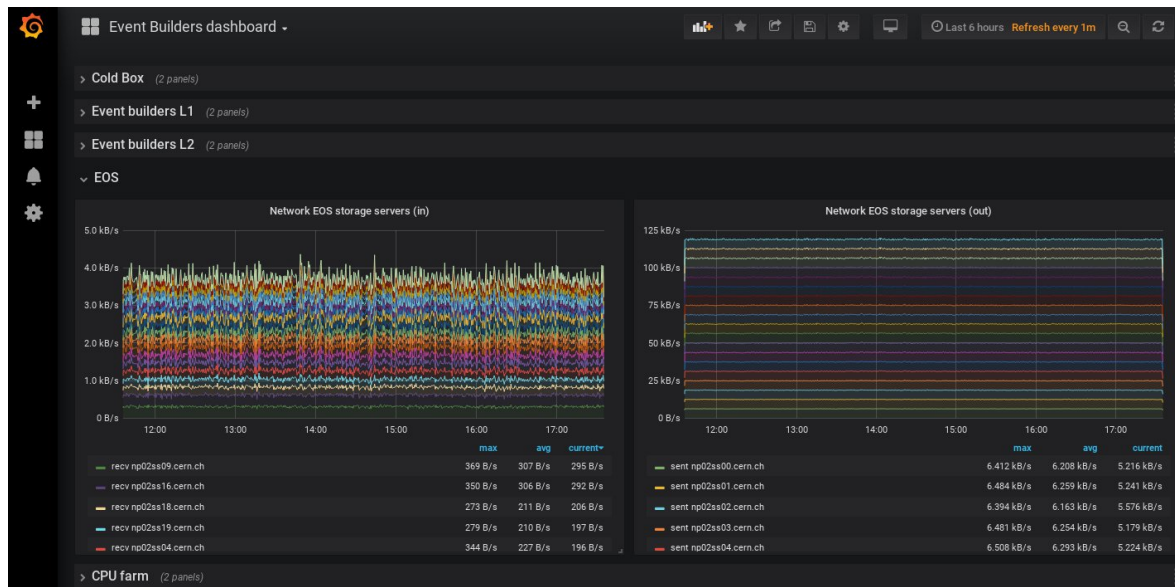 Event Builders dashboard
Last 6 hours Refresh every 1m
Cold Box (2 panels)
Event builders L1 (2 panels)
Event builders L2 (2 panels)
EOS
Network EOS storage servers (in)
5.0 kB/s
4.0 kB/s
3.0 kB/s
2.0 kB/s
1.0 kB/s
0 B/s
12:00 13:00 14:00 15:00 16:00 17:00
max avg current
recv np02ss09.cern.ch 369 B/s 307 B/s 295 B/s
recv np02ss16.cern.ch 350 B/s 306 B/s 292 B/s
recv np02ss18.cern.ch 273 B/s 211 B/s 206 B/s
recv np02ss19.cern.ch 279 B/s 210 B/s 197 B/s
recv np02ss04.cern.ch 344 B/s 227 B/s 196 B/s
Network EOS storage servers (out)
125 kB/s
100 kB/s
75 kB/s
50 kB/s
25 kB/s
0 B/s
12:00 13:00 14:00 15:00 16:00 17:00
max avg current
sent np02ss00.cern.ch 6.412 kB/s 6.208 kB/s 5.216 kB/s
sent np02ss01.cern.ch 6.484 kB/s 6.259 kB/s 5.241 kB/s
sent np02ss02.cern.ch 6.394 kB/s 6.163 kB/s 5.576 kB/s
sent np02ss03.cern.ch 6.481 kB/s 6.254 kB/s 5.179 kB/s
sent np02ss04.cern.ch 6.508 kB/s 6.293 kB/s 5.224 kB/s
CPU farm (2 panels)